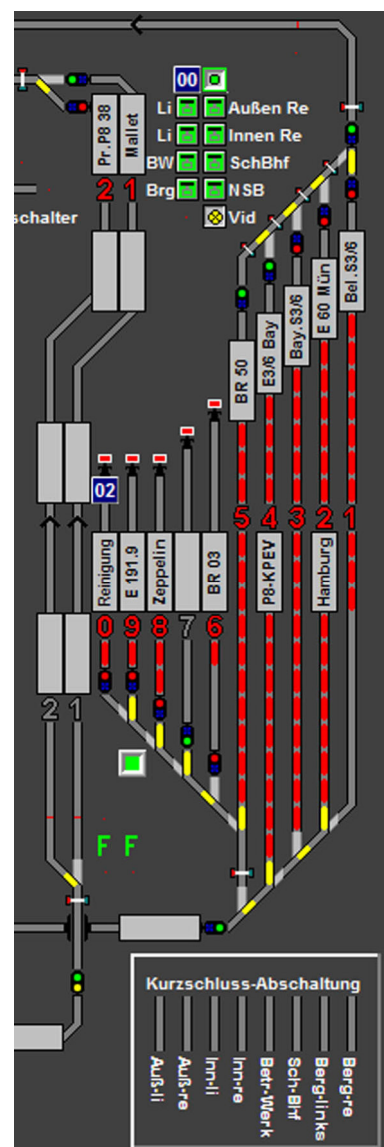 00
Li Außen Re
Pr.P8 38
Mallet
Li Innen Re
BW SchBhf
2 1
Brg NSB
schalter
Vid
BR 50
E3/6 Bay
Bay.S3/6
E 60 Mün
Bel.S3/6
02
Reinigung
E 191.9
Zeppelin
BR 03
5 4 3 2 1
P8-KPEV
Hamburg
0 9 8 7 6
2 1
F F
Kurzschluss-Abschaltung
Auß-li
Auß-re
Inn-li
Inn-re
Betr-Werk
Sch-Bhf
Berg-links
Berg-re